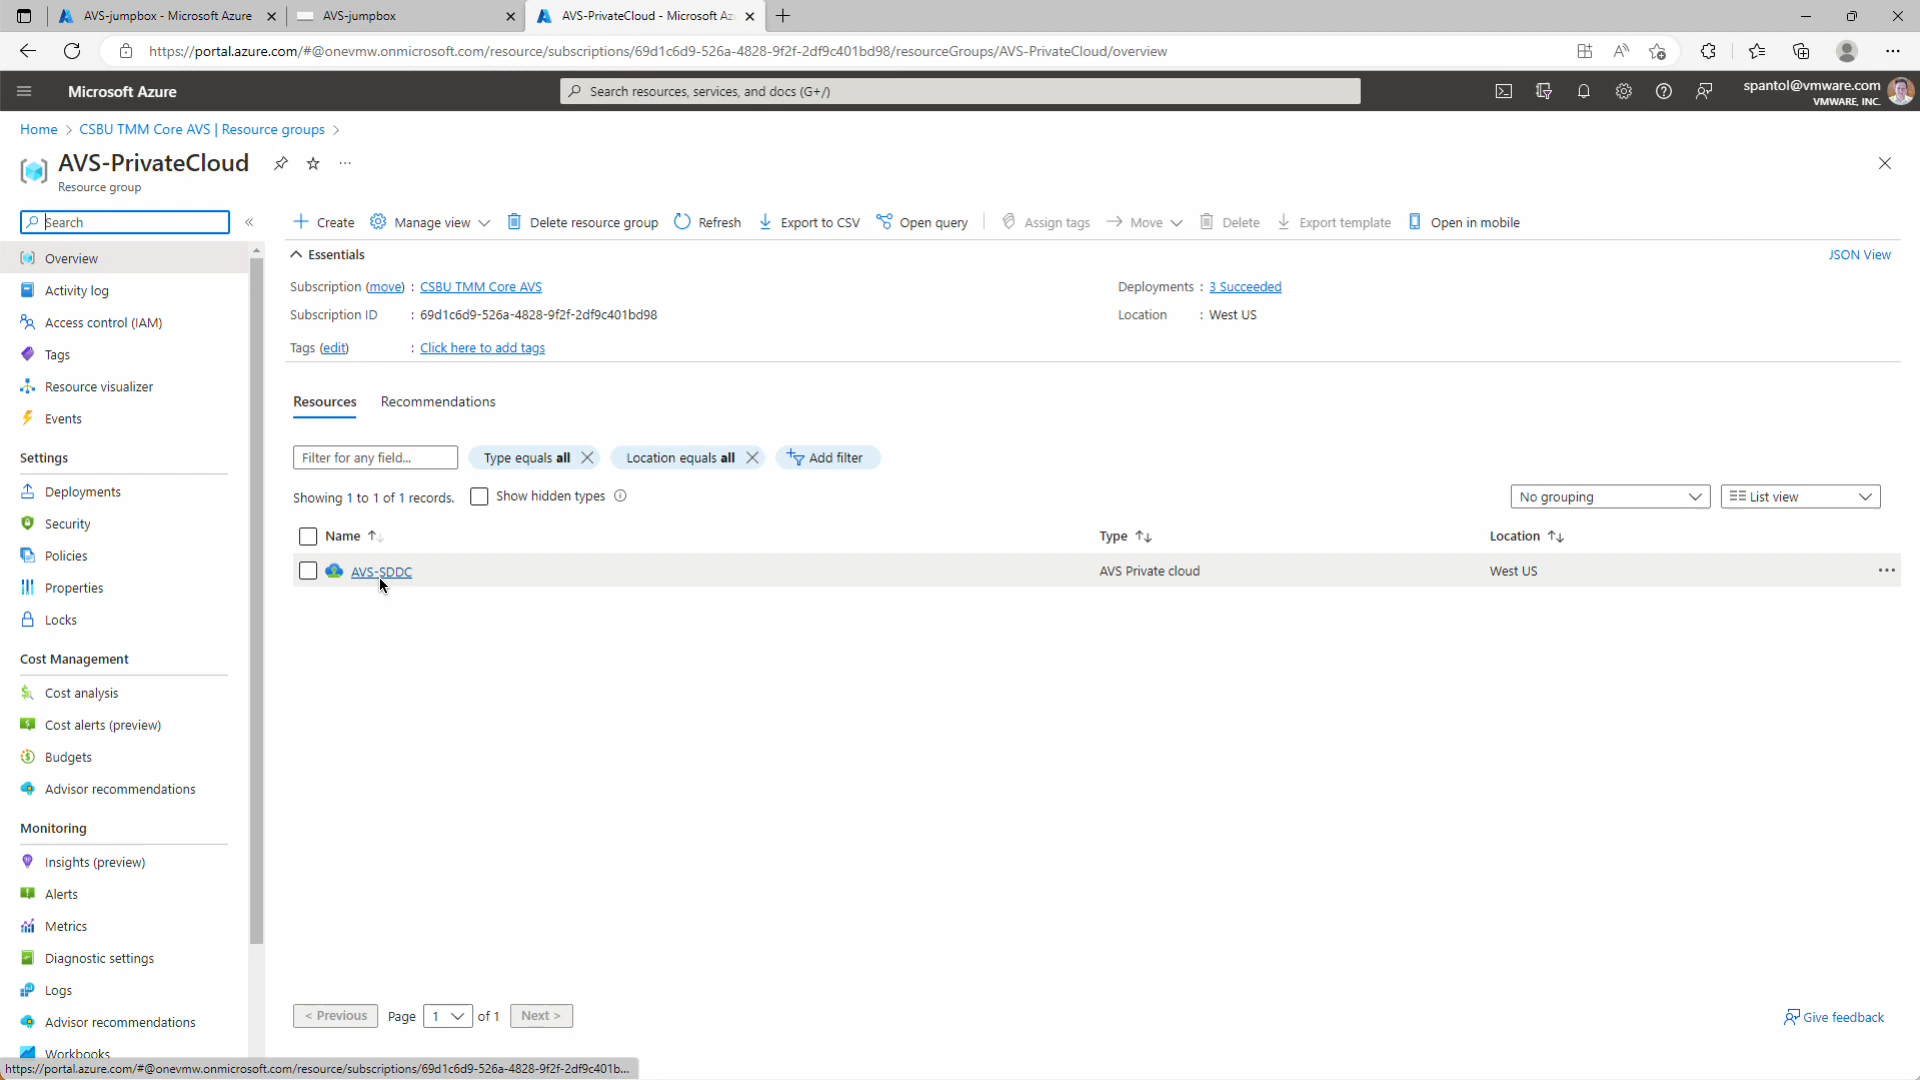 AVS-jumpbox - Microsoft Azure
AVS-jumpbox
AVS-PrivateCloud - Microsoft Az
https://portal.azure.com/#@onevmw.onmicrosoft.com/resource/subscriptions/69d1c6d9-526a-4828-9f2f-2df9c401bd98/resourceGroups/AVS-PrivateCloud/overview
Microsoft Azure
Search resources, services, and docs (G+/)
spantol@vmware.com
VMWARE, INC.
Home > CSBU TMM Core AVS | Resource groups >
AVS-PrivateCloud
Resource group
Search
Create
Manage view
Delete resource group
Refresh
Export to CSV
Open query
Assign tags
Move
Delete
Export template
Open in mobile
Overview
Activity log
Access control (IAM)
Tags
Resource visualizer
Events
Settings
Deployments
Security
Policies
Properties
Locks
Cost Management
Cost analysis
Cost alerts (preview)
Budgets
Advisor recommendations
Monitoring
Insights (preview)
Alerts
Metrics
Diagnostic settings
Logs
Advisor recommendations
Workbooks
Essentials
JSON View
Subscription (move) : CSBU TMM Core AVS
Deployments : 3 Succeeded
Subscription ID : 69d1c6d9-526a-4828-9f2f-2df9c401bd98
Location : West US
Tags (edit) : Click here to add tags
Resources
Recommendations
Filter for any field...
Type equals all
Location equals all
Add filter
Showing 1 to 1 of 1 records.
Show hidden types
No grouping
List view
Name
Type
Location
AVS-SDDC
AVS Private cloud
West US
< Previous
Page 1 of 1
Next >
Give feedback
https://portal.azure.com/#@onevmw.onmicrosoft.com/resource/subscriptions/69d1c6d9-526a-4828-9f2f-2df9c401b...